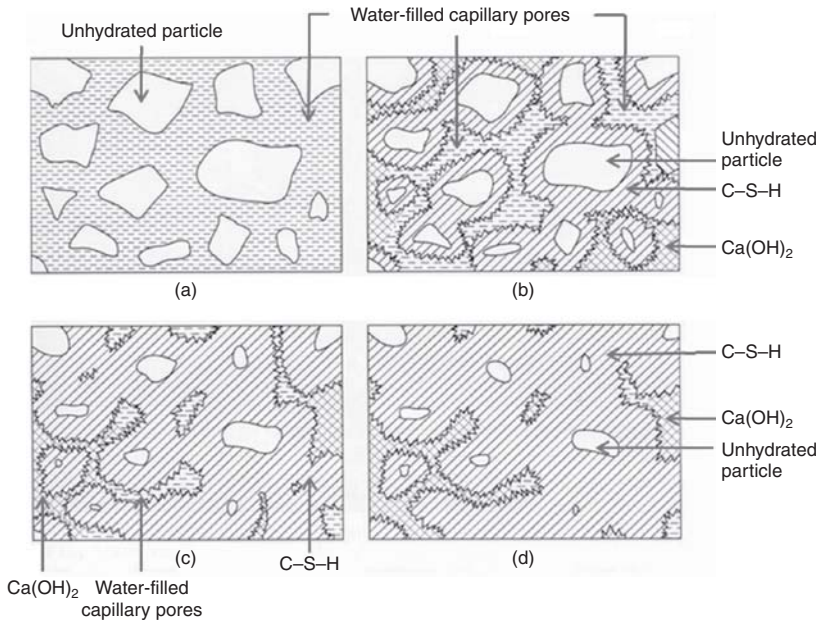 Water-filled capillary pores
Unhydrated particle
Unhydrated
particle
C–S–H
Ca(OH)₂
(a)
(b)
C–S–H
Ca(OH)₂
Unhydrated
particle
(c)
(d)
C–S–H
Ca(OH)₂
Water-filled
capillary pores